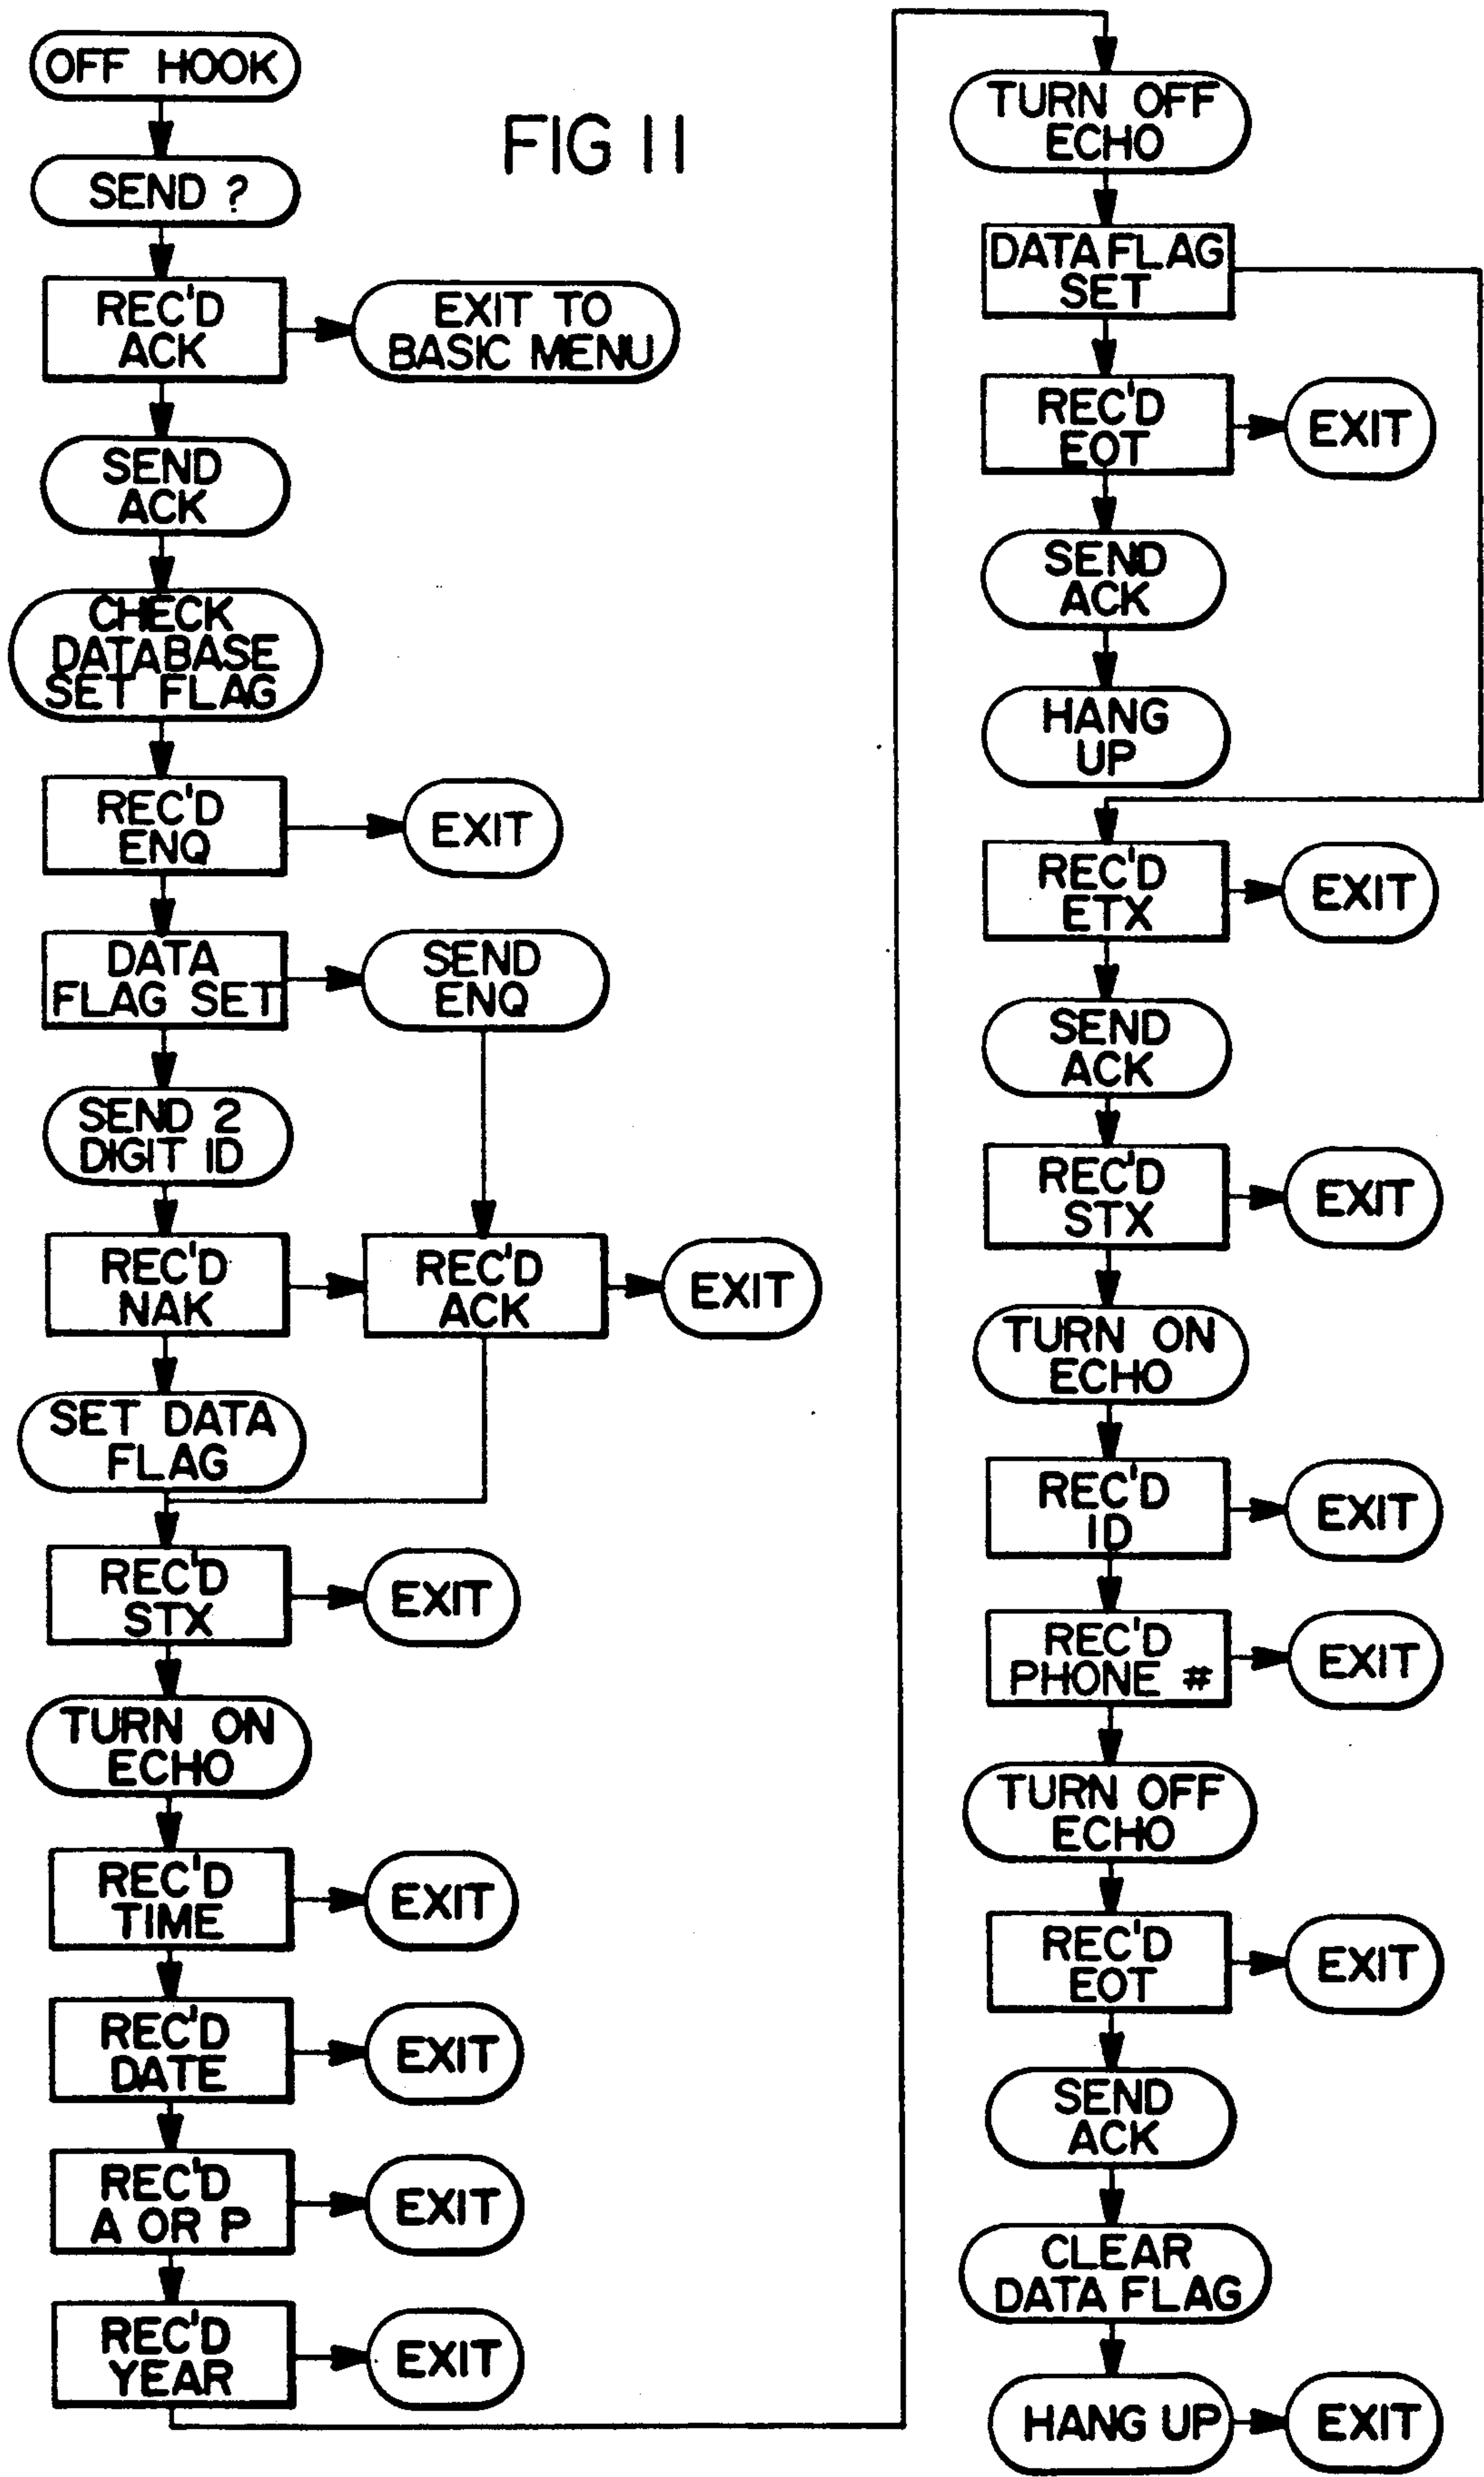 FIG 11
OFF HOOK
SEND ?
REC'D
ACK
EXIT TO
BASIC MENU
SEND
ACK
CHECK
DATABASE
SET FLAG
REC'D
ENQ
EXIT
DATA
FLAG SET
SEND
ENQ
SEND 2
DIGIT ID
REC'D
NAK
REC'D
ACK
EXIT
SET DATA
FLAG
REC'D
STX
EXIT
TURN ON
ECHO
REC'D
TIME
EXIT
REC'D
DATE
EXIT
REC'D
A OR P
EXIT
REC'D
YEAR
EXIT
TURN OFF
ECHO
DATA FLAG
SET
REC'D
EOT
EXIT
SEND
ACK
HANG
UP
REC'D
ETX
EXIT
SEND
ACK
REC'D
STX
EXIT
TURN ON
ECHO
REC'D
ID
EXIT
REC'D
PHONE #
EXIT
TURN OFF
ECHO
REC'D
EOT
EXIT
SEND
ACK
CLEAR
DATA FLAG
HANG UP
EXIT